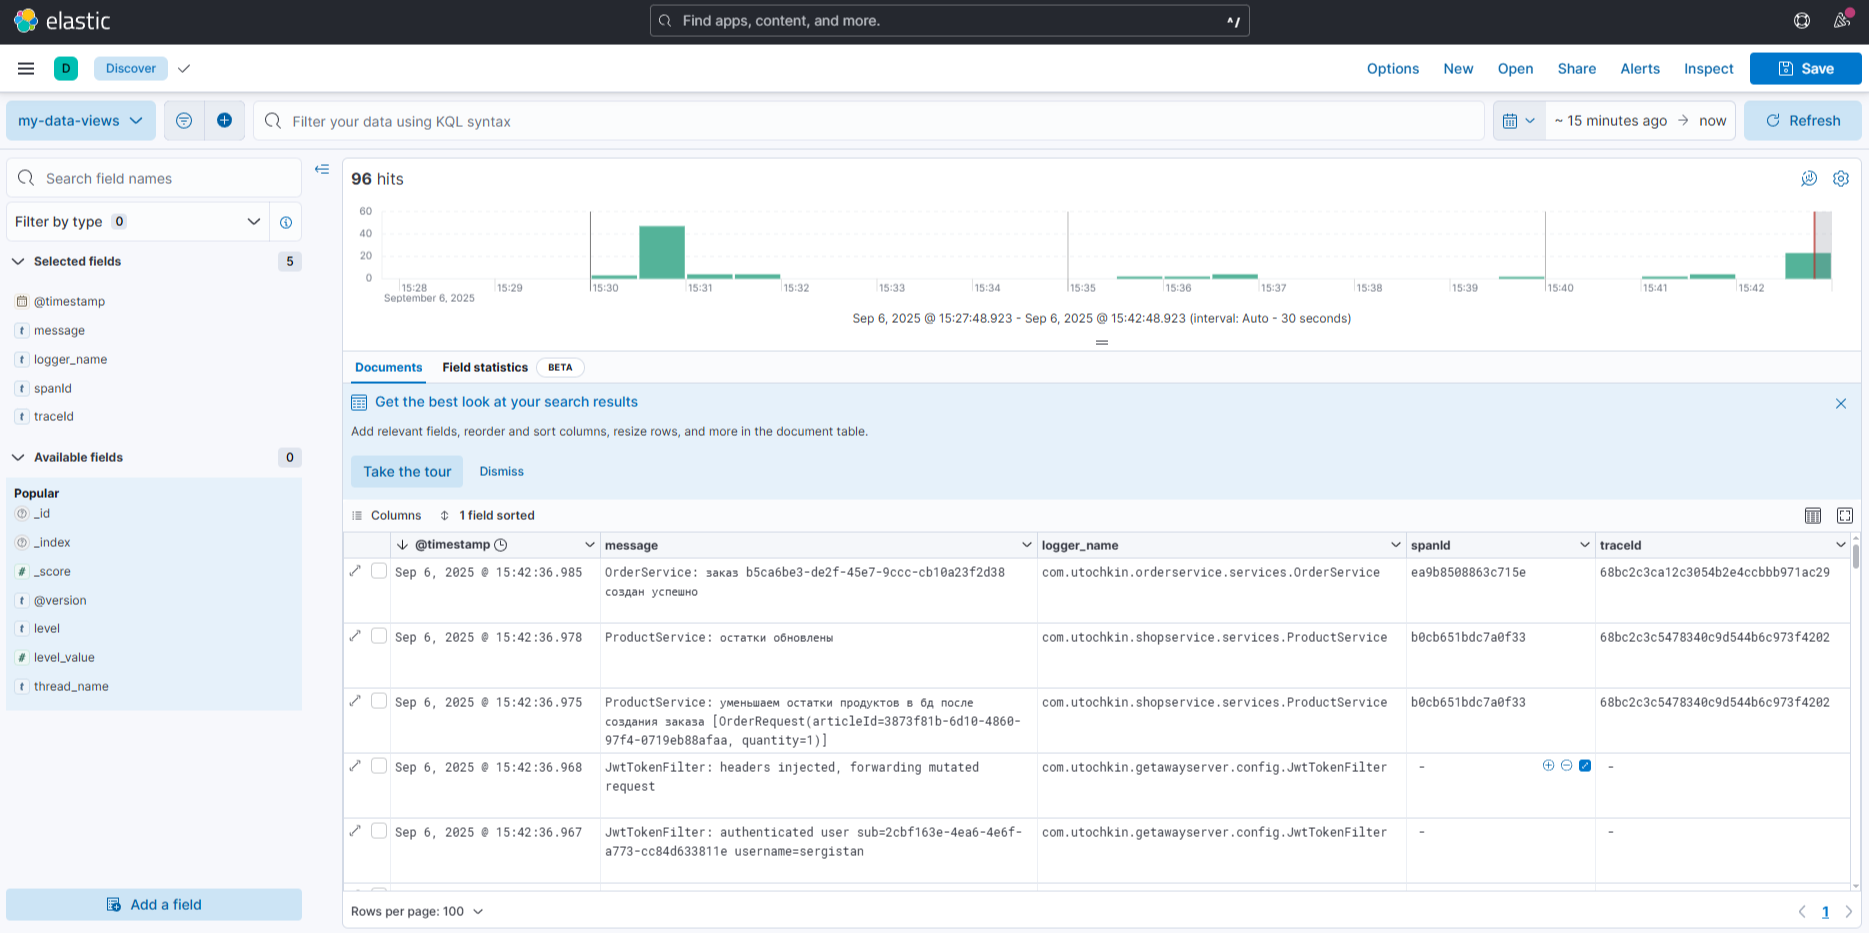 elastic
Find apps, content, and more.
^/
D
Discover
Options
New
Open
Share
Alerts
Inspect
Save
my-data-views
Filter your data using KQL syntax
~ 15 minutes ago → now
Refresh
Search field names
Filter by type 0
Selected fields 5
@timestamp
t message
t logger_name
t spanId
t traceId
Available fields 0
Popular
_id
_index
# _score
t @version
t level
# level_value
t thread_name
Add a field
96 hits
60
40
20
0
15:28 15:29 15:30 15:31 15:32 15:33 15:34 15:35 15:36 15:37 15:38 15:39 15:40 15:41 15:42
September 6, 2025
Sep 6, 2025 @ 15:27:48.923 - Sep 6, 2025 @ 15:42:48.923 (interval: Auto - 30 seconds)
Documents
Field statistics BETA
Get the best look at your search results
Add relevant fields, reorder and sort columns, resize rows, and more in the document table.
Take the tour
Dismiss
Columns
1 field sorted
@timestamp message logger_name spanId traceId
Sep 6, 2025 @ 15:42:36.985 OrderService: заказ b5ca6be3-de2f-45e7-9ccc-cb10a23f2d38 com.utochkin.orderservice.services.OrderService ea9b8508863c715e 68bc2c3ca12c3054b2e4ccbbb971ac29
создан успешно
Sep 6, 2025 @ 15:42:36.978 ProductService: остатки обновлены com.utochkin.shopservice.services.ProductService b0cb651bdc7a0f33 68bc2c3c5478340c9d544b6c973f4202
Sep 6, 2025 @ 15:42:36.975 ProductService: уменьшаем остатки продуктов в бд после com.utochkin.shopservice.services.ProductService b0cb651bdc7a0f33 68bc2c3c5478340c9d544b6c973f4202
создания заказа [OrderRequest(articleId=3873f81b-6d10-4860-
97f4-0719eb88afaa, quantity=1)]
Sep 6, 2025 @ 15:42:36.968 JwtTokenFilter: headers injected, forwarding mutated com.utochkin.getawayserver.config.JwtTokenFilter - -
request
Sep 6, 2025 @ 15:42:36.967 JwtTokenFilter: authenticated user sub=2cbf163e-4ea6-4e6f- com.utochkin.getawayserver.config.JwtTokenFilter - -
a773-cc84d633811e username=sergistan
Rows per page: 100
1